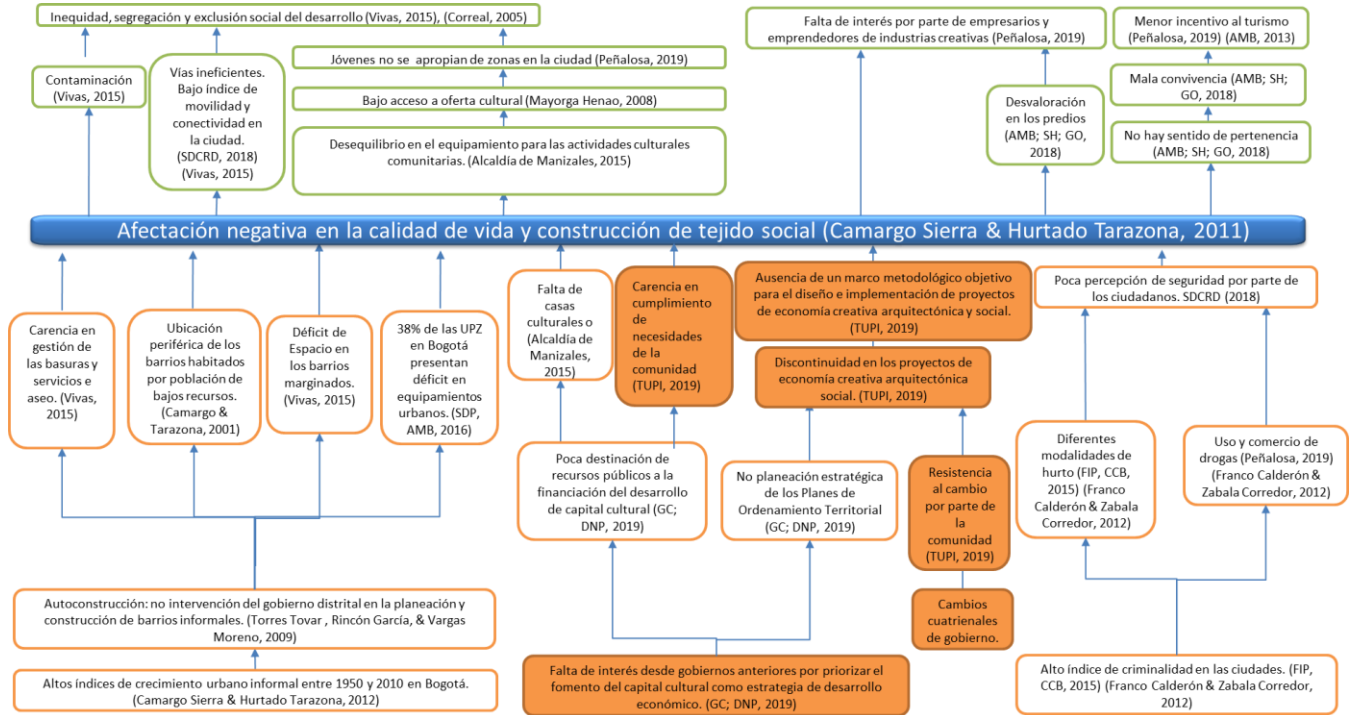 Inequidad, segregación y exclusión social del desarrollo (Vivas, 2015), (Correal, 2005)
Contaminación
(Vivas, 2015)
Vías ineficientes.
Bajo índice de
movilidad y
conectividad en
la ciudad.
(SDCRD, 2018)
(Vivas, 2015)
Jóvenes no se apropian de zonas en la ciudad (Peñalosa, 2019)
Bajo acceso a oferta cultural (Mayorga Henao, 2008)
Desequilibrio en el equipamiento para las actividades culturales
comunitarias. (Alcaldía de Manizales, 2015)
Falta de interés por parte de empresarios y
emprendedores de industrias creativas (Peñalosa, 2019)
Desvaloración
en los predios
(AMB; SH; GO,
2018)
Menor incentivo al turismo
(Peñalosa, 2019) (AMB, 2013)
Mala convivencia (AMB; SH;
GO, 2018)
No hay sentido de pertenencia
(AMB; SH; GO, 2018)
Afectación negativa en la calidad de vida y construcción de tejido social (Camargo Sierra & Hurtado Tarazona, 2011)
Carencia en
gestión de
las basuras y
servicios e
aseo. (Vivas,
2015)
Ubicación
periférica de los
barrios habitados
por población de
bajos recursos.
(Camargo &
Tarazona, 2001)
Déficit de
Espacio en
los barrios
marginados.
(Vivas, 2015)
38% de las UPZ
en Bogotá
presentan
déficit en
equipamientos
urbanos. (SDP,
AMB, 2016)
Falta de
casas
culturales o
(Alcaldía de
Manizales,
2015)
Carencia en
cumplimiento
de
necesidades
de la
comunidad
(TUPI, 2019)
Ausencia de un marco metodológico objetivo
para el diseño e implementación de proyectos
de economía creativa arquitectónica y social.
(TUPI, 2019)
Discontinuidad en los proyectos de
economía creativa arquitectónica
social. (TUPI, 2019)
Poca percepción de seguridad por parte de
los ciudadanos. SDCRD (2018)
Poca destinación de
recursos públicos a la
financiación del desarrollo
de capital cultural (GC;
DNP, 2019)
No planeación estratégica
de los Planes de
Ordenamiento Territorial
(GC; DNP, 2019)
Resistencia
al cambio
por parte de
la
comunidad
(TUPI, 2019)
Diferentes
modalidades de
hurto (FIP, CCB,
2015) (Franco
Calderón & Zabala
Corredor, 2012)
Uso y comercio de
drogas (Peñalosa, 2019)
(Franco Calderón &
Zabala Corredor, 2012)
Autoconstrucción: no intervención del gobierno distrital en la planeación y
construcción de barrios informales. (Torres Tovar , Rincón García, & Vargas
Moreno, 2009)
Cambios
cuatrienales
de gobierno.
Altos índices de crecimiento urbano informal entre 1950 y 2010 en Bogotá.
(Camargo Sierra & Hurtado Tarazona, 2012)
Falta de interés desde gobiernos anteriores por priorizar el
fomento del capital cultural como estrategia de desarrollo
económico. (GC; DNP, 2019)
Alto índice de criminalidad en las ciudades. (FIP,
CCB, 2015) (Franco Calderón & Zabala Corredor,
2012)